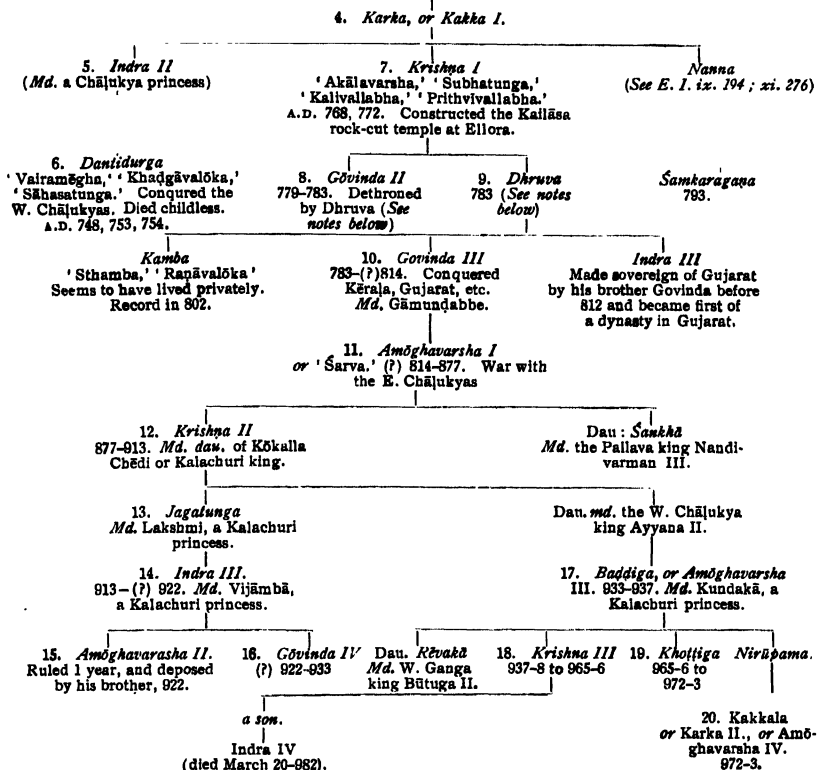 4. Karka, or Kakka I.
5. Indra II
(Md. a Chāḷukya princess)
7. Krishṇa I
'Akālavarsha,' 'Subhatunga,'
'Kalivallabha,' 'Prithvīvallabha.'
A.D. 768, 772. Constructed the Kailāsa
rock-cut temple at Ellora.
Nanna
(See E. I. ix. 194 ; xi. 276)
6. Dantidurga
'Vairamēgha,' 'Khaḍgāvalōka,'
'Sāhasatunga.' Conqured the
W. Chāḷukyas. Died childless.
A.D. 748, 753, 754.
8. Gōvinda II
779-783. Dethroned
by Dhruva (See
notes below)
9. Dhruva
783 (See notes
below)
Śaṁkaragaṇa
793.
Kamba
'Sthamba,' 'Raṇāvalōka'
Seems to have lived privately.
Record in 802.
10. Govinda III
783-(?)814. Conquered
Kērala, Gujarat, etc.
Md. Gāmuṇḍabbe.
Indra III
Made sovereign of Gujarat
by his brother Govinda before
812 and became first of
a dynasty in Gujarat.
11. Amōghavarsha I
or 'Śarva.' (?) 814-877. War with
the E. Chāḷukyas
12. Krishṇa II
877-913. Md. dau. of Kōkalla
Chēdi or Kalachuri king.
Dau : Śankhā
Md. the Pallava king Nandi-
varman III.
13. Jagatunga
Md. Lakshmi, a Kalachuri
princess.
Dau. md. the W. Chāḷukya
king Ayyana II.
14. Indra III.
913-(?) 922. Md. Vijāmbā,
a Kalachuri princess.
17. Baḍḍiga, or Amōghavarsha
III. 933-937. Md. Kundakā, a
Kalachuri princess.
15. Amōghavarasha II.
Ruled 1 year, and deposed
by his brother, 922.
16. Gōvinda IV
(?) 922-933
Dau. Rēvakā
Md. W. Ganga
king Būtuga II.
18. Krishṇa III
937-8 to 965-6
19. Khoṭṭiga
965-6 to
972-3
Nirūpama.
a son.
Indra IV
(died March 20-982).
20. Kakkala
or Karka II., or Amō-
ghavarsha IV.
972-3.